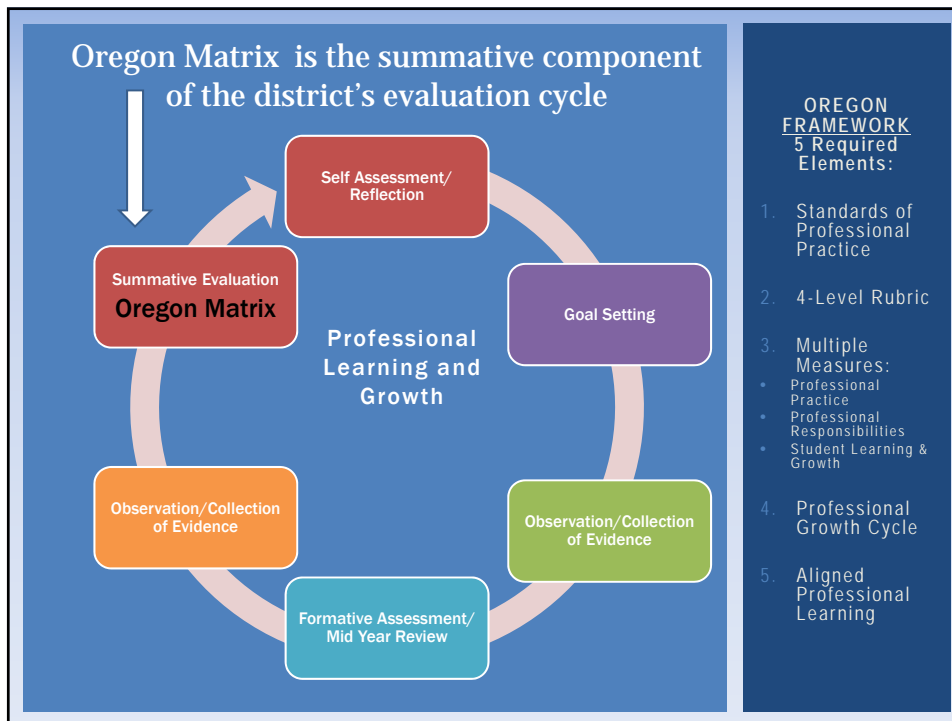 Oregon Matrix is the summative component
of the district's evaluation cycle
Self Assessment/
Reflection
Goal Setting
Observation/Collection
of Evidence
Formative Assessment/
Mid Year Review
Observation/Collection
of Evidence
Summative Evaluation
Oregon Matrix
Professional
Learning and
Growth
OREGON
FRAMEWORK
5 Required
Elements:
1. Standards of
Professional
Practice
2. 4-Level Rubric
3. Multiple
Measures:
• Professional
Practice
• Professional
Responsibilities
• Student Learning &
Growth
4. Professional
Growth Cycle
5. Aligned
Professional
Learning